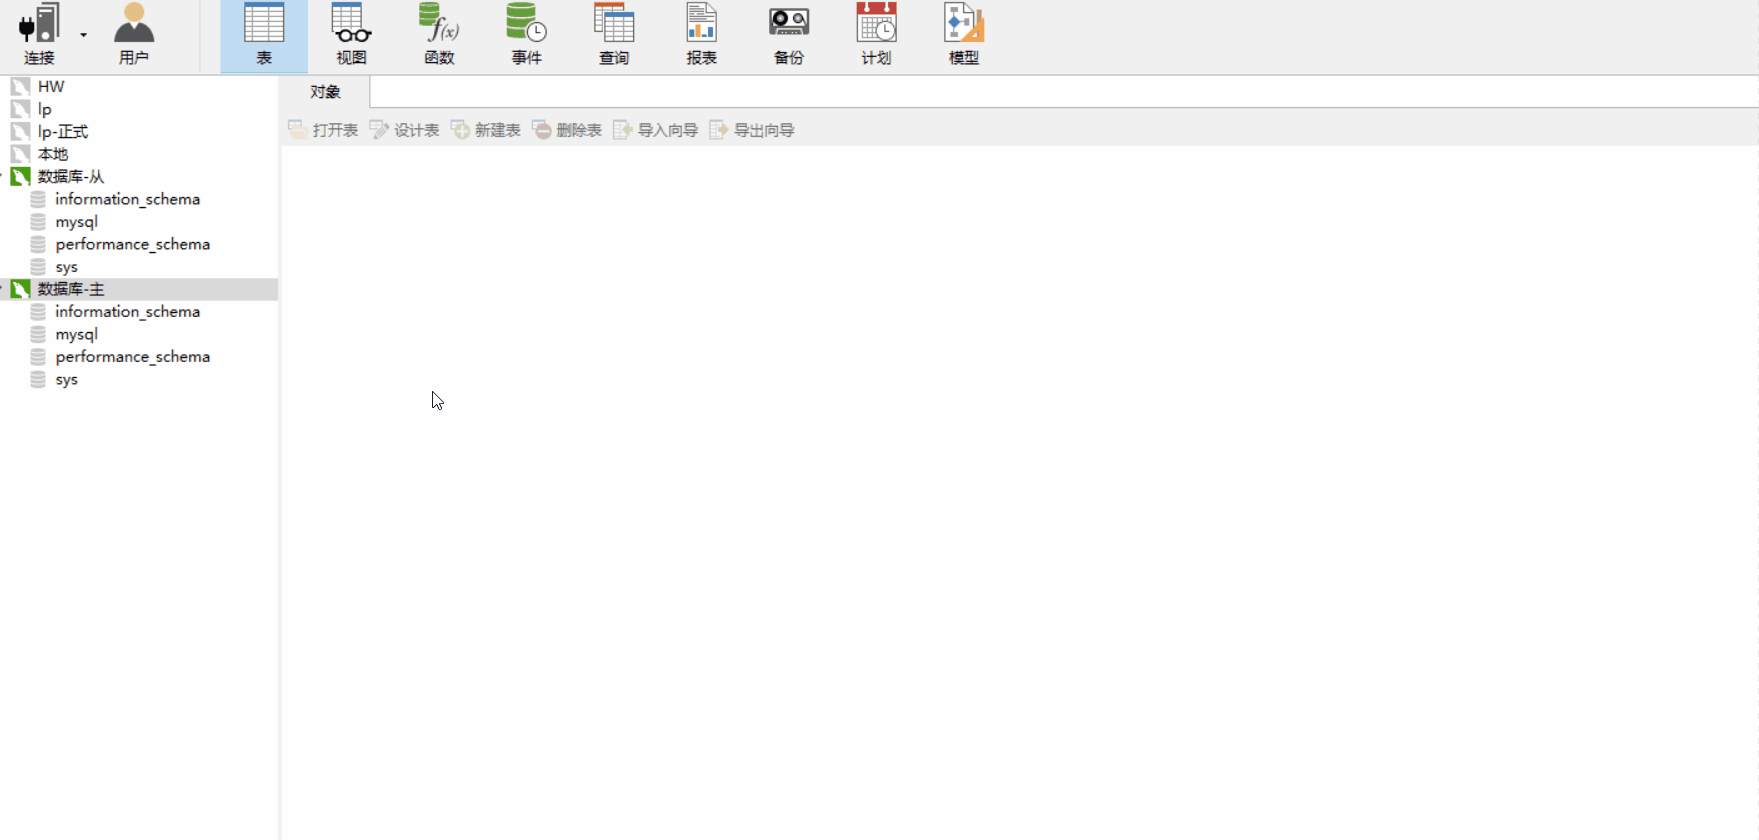 连接 用户 表 视图 函数 事件 查询 报表 备份 计划 模型
对象
打开表 设计表 新建表 删除表 导入向导 导出向导
HW
lp
lp-正式
本地
数据库-从
information_schema
mysql
performance_schema
sys
数据库-主
information_schema
mysql
performance_schema
sys